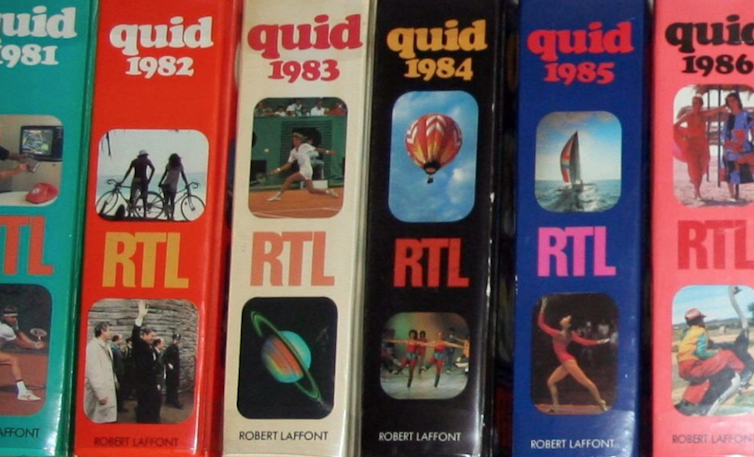 quid
1981
RTL
ROBERT LAFFONT
quid
1982
RTL
ROBERT LAFFONT
quid
1983
RTL
ROBERT LAFFONT
quid
1984
RTL
ROBERT LAFFONT
quid
1985
RTL
ROBERT LAFFONT
quid
1986
RTL
ROBERT LAFFONT